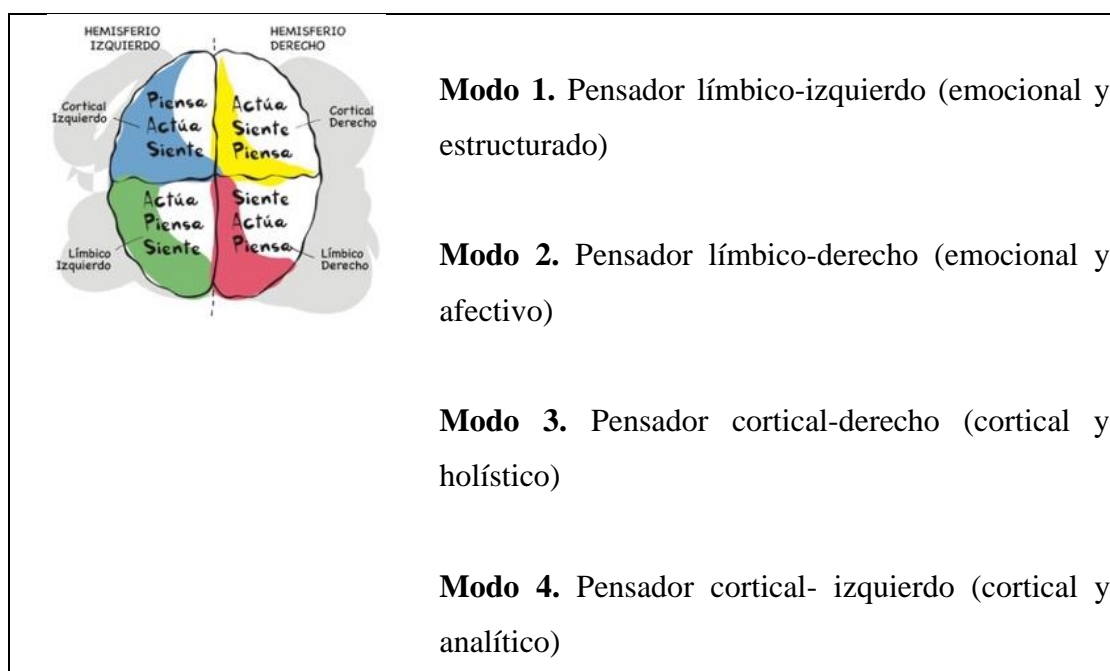 HEMISFERIO
IZQUIERDO
HEMISFERIO
DERECHO
Cortical
Izquierdo
Piensa
Actúa
Siente
Actúa
Siente
Piensa
Cortical
Derecho
Límbico
Izquierdo
Actúa
Piensa
Siente
Siente
Actúa
Piensa
Límbico
Derecho
Modo 1. Pensador límbico-izquierdo (emocional y
estructurado)
Modo 2. Pensador límbico-derecho (emocional y
afectivo)
Modo 3. Pensador cortical-derecho (cortical y
holístico)
Modo 4. Pensador cortical- izquierdo (cortical y
analítico)